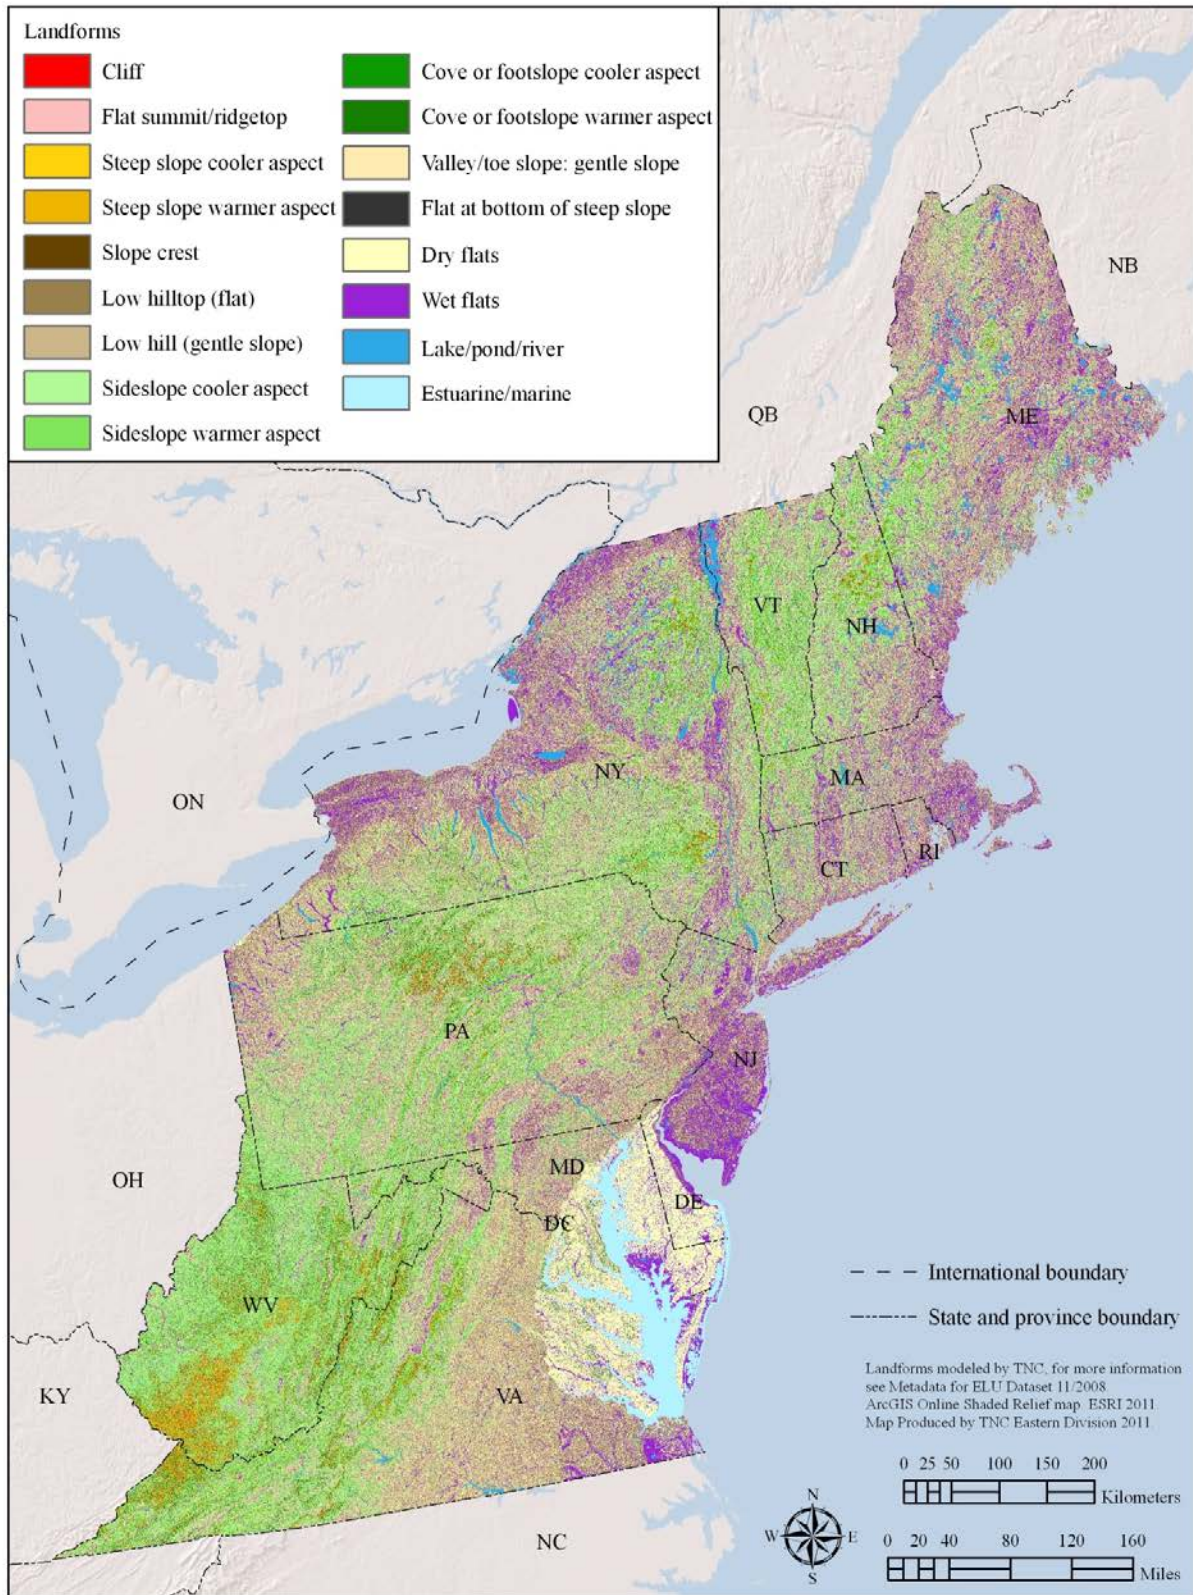 Landforms
Cliff
Flat summit/ridgetop
Steep slope cooler aspect
Steep slope warmer aspect
Slope crest
Low hilltop (flat)
Low hill (gentle slope)
Sideslope cooler aspect
Sideslope warmer aspect
Cove or footslope cooler aspect
Cove or footslope warmer aspect
Valley/toe slope: gentle slope
Flat at bottom of steep slope
Dry flats
Wet flats
Lake/pond/river
Estuarine/marine
NB
QB
ME
VT
NH
NY
MA
ON
CT
RI
PA
NJ
OH
MD
DE
DC
WV
KY
VA
NC
International boundary
State and province boundary
Landforms modeled by TNC, for more information
see Metadata for ELU Dataset 11/2008.
ArcGIS Online Shaded Relief map. ESRI 2011.
Map Produced by TNC Eastern Division 2011.
0 25 50 100 150 200
Kilometers
N
W E
S
0 20 40 80 120 160
Miles